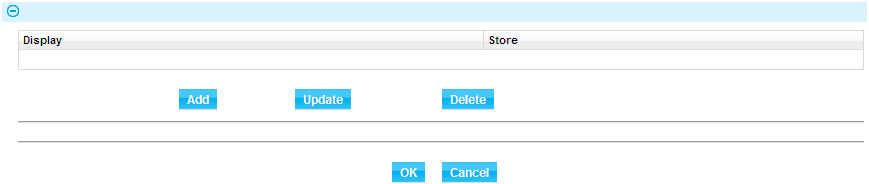 Display Store
Add Update Delete
OK Cancel